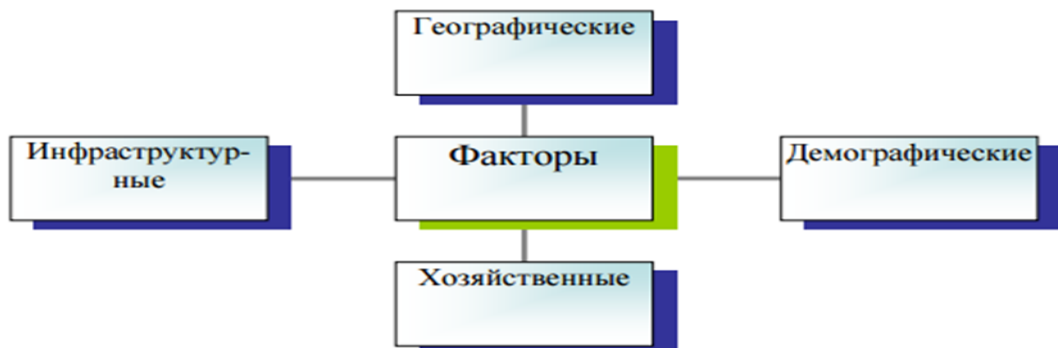 Географические
Инфраструктур-
ные
Факторы
Демографические
Хозяйственные